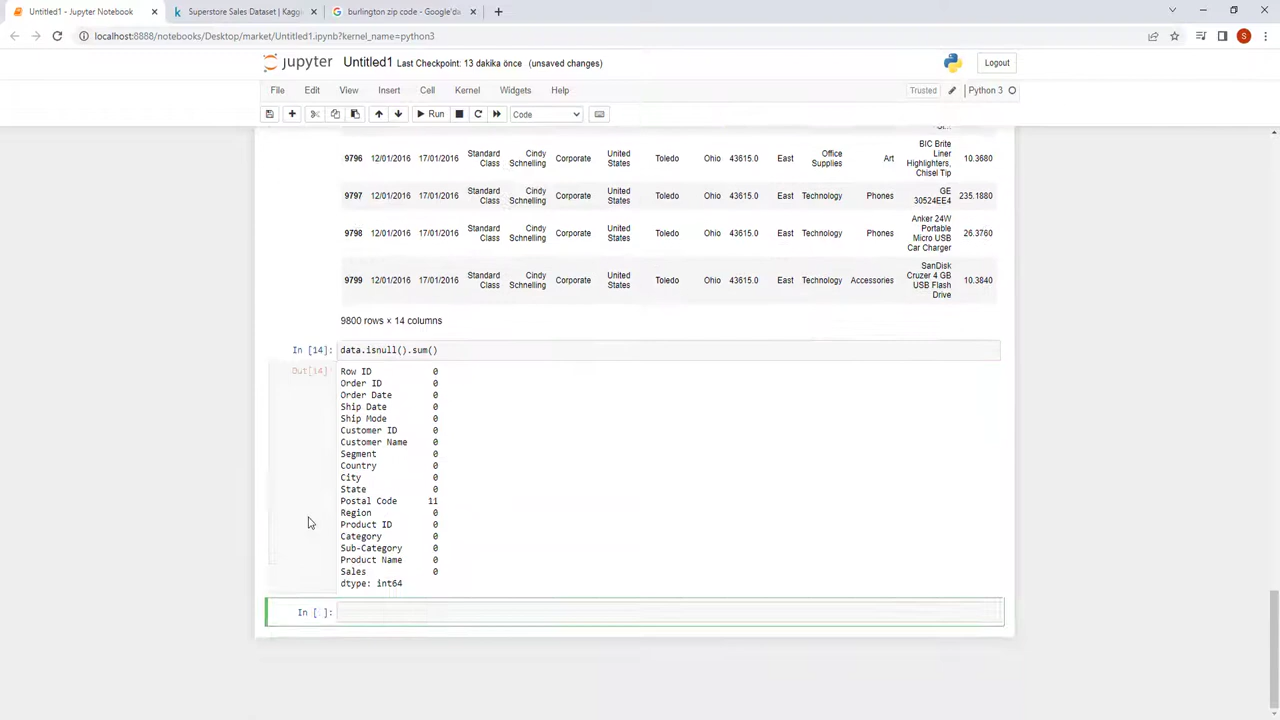 Untitled1 - Jupyter Notebook
Superstore Sales Dataset | Kagg
burlington zip code - Google'da
localhost:8888/notebooks/Desktop/market/Untitled1.ipynb?kernel_name=python3
S
jupyter Untitled1 Last Checkpoint: 13 dakika önce (unsaved changes)
Logout
File Edit View Insert Cell Kernel Widgets Help
Trusted Python 3
Run Code
9796 12/01/2016 17/01/2016 Standard Class Cindy Schnelling Corporate United States Toledo Ohio 43615.0 East Office Supplies Art BIC Brite Liner Highlighters, Chisel Tip 10.3680
9797 12/01/2016 17/01/2016 Standard Class Cindy Schnelling Corporate United States Toledo Ohio 43615.0 East Technology Phones GE 30524EE4 235.1880
9798 12/01/2016 17/01/2016 Standard Class Cindy Schnelling Corporate United States Toledo Ohio 43615.0 East Technology Phones Anker 24W Portable Micro USB Car Charger 26.3760
9799 12/01/2016 17/01/2016 Standard Class Cindy Schnelling Corporate United States Toledo Ohio 43615.0 East Technology Accessories SanDisk Cruzer 4 GB USB Flash Drive 10.3840
9800 rows × 14 columns
In [14]: data.isnull().sum()
Out[14]: Row ID 0
Order ID 0
Order Date 0
Ship Date 0
Ship Mode 0
Customer ID 0
Customer Name 0
Segment 0
Country 0
City 0
State 0
Postal Code 11
Region 0
Product ID 0
Category 0
Sub-Category 0
Product Name 0
Sales 0
dtype: int64
In [ ]: